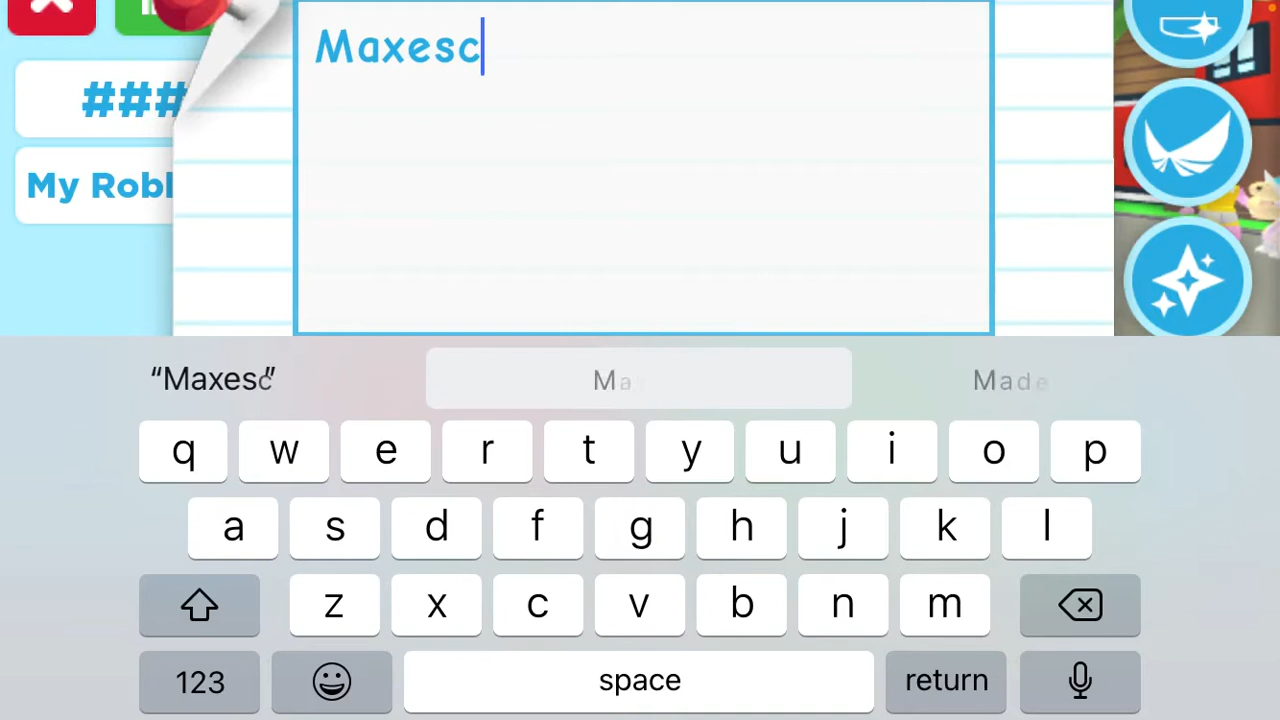 Maxesc
###
My Robl
“Maxesc” Ma Made
q w e r t y u i o p
a s d f g h j k l
z x c v b n m
123 space return